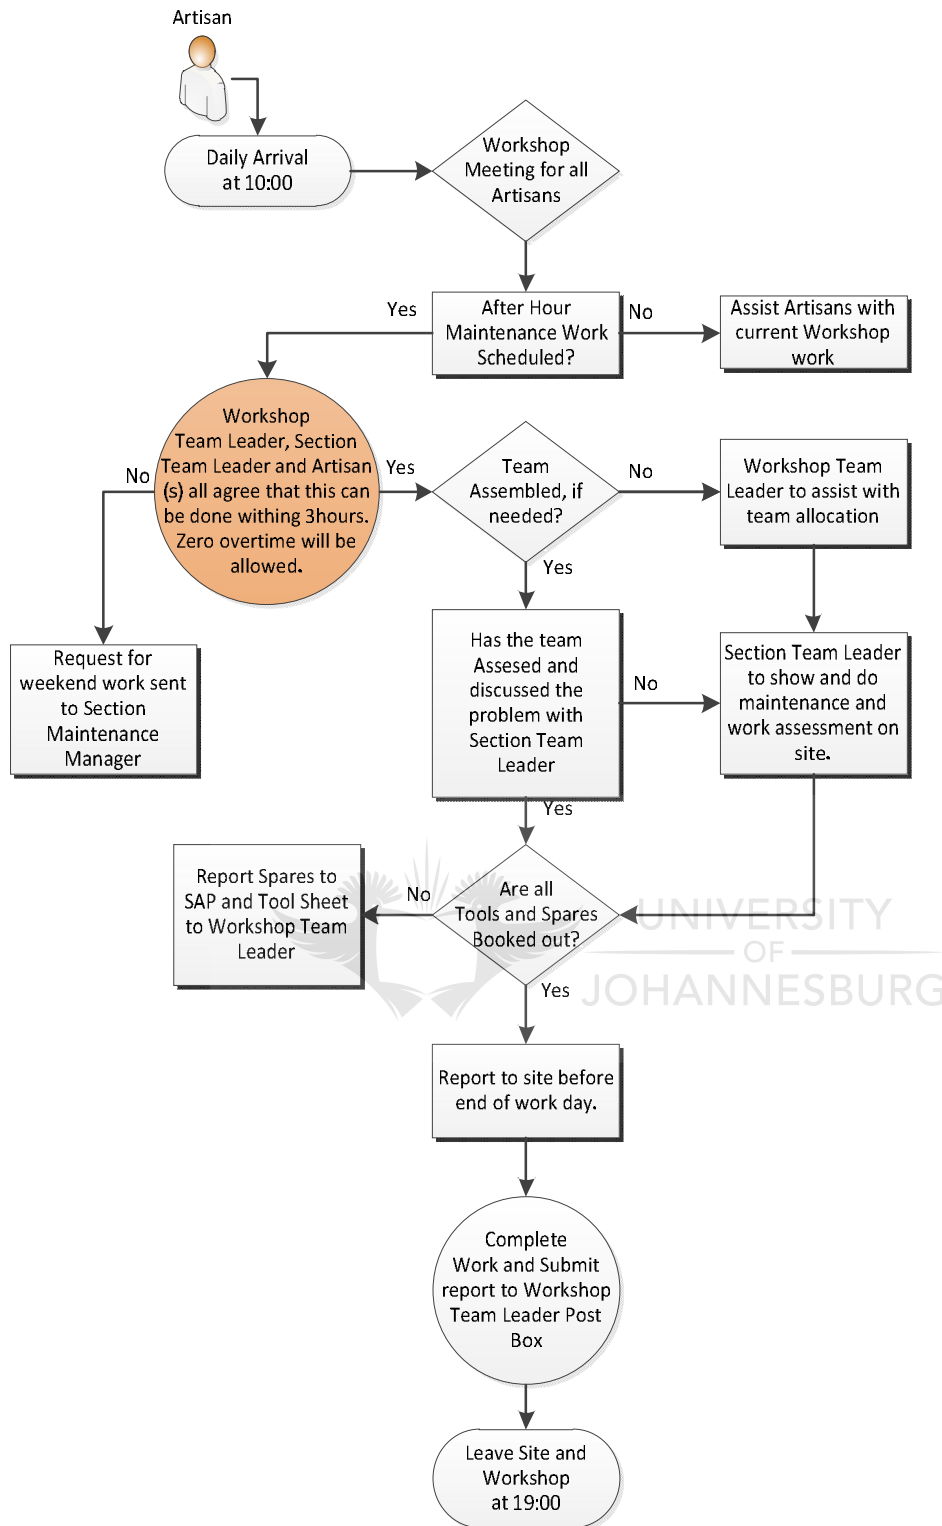 Artisan
Daily Arrival
at 10:00
Workshop
Meeting for all
Artisans
After Hour
Maintenance Work
Scheduled?
Yes
No
Assist Artisans with
current Workshop
work
Workshop
Team Leader, Section
Team Leader and Artisan
(s) all agree that this can
be done withing 3hours.
Zero overtime will be
allowed.
No
Yes
Team
Assembled, if
needed?
No
Workshop Team
Leader to assist with
team allocation
Yes
Request for
weekend work sent
to Section
Maintenance
Manager
Has the team
Assesed and
discussed the
problem with
Section Team
Leader
No
Section Team Leader
to show and do
maintenance and
work assessment on
site.
Yes
Report Spares to
SAP and Tool Sheet
to Workshop Team
Leader
No
Are all
Tools and Spares
Booked out?
UNIVERSITY
OF
JOHANNESBURG
Yes
Report to site before
end of work day.
Complete
Work and Submit
report to Workshop
Team Leader Post
Box
Leave Site and
Workshop
at 19:00